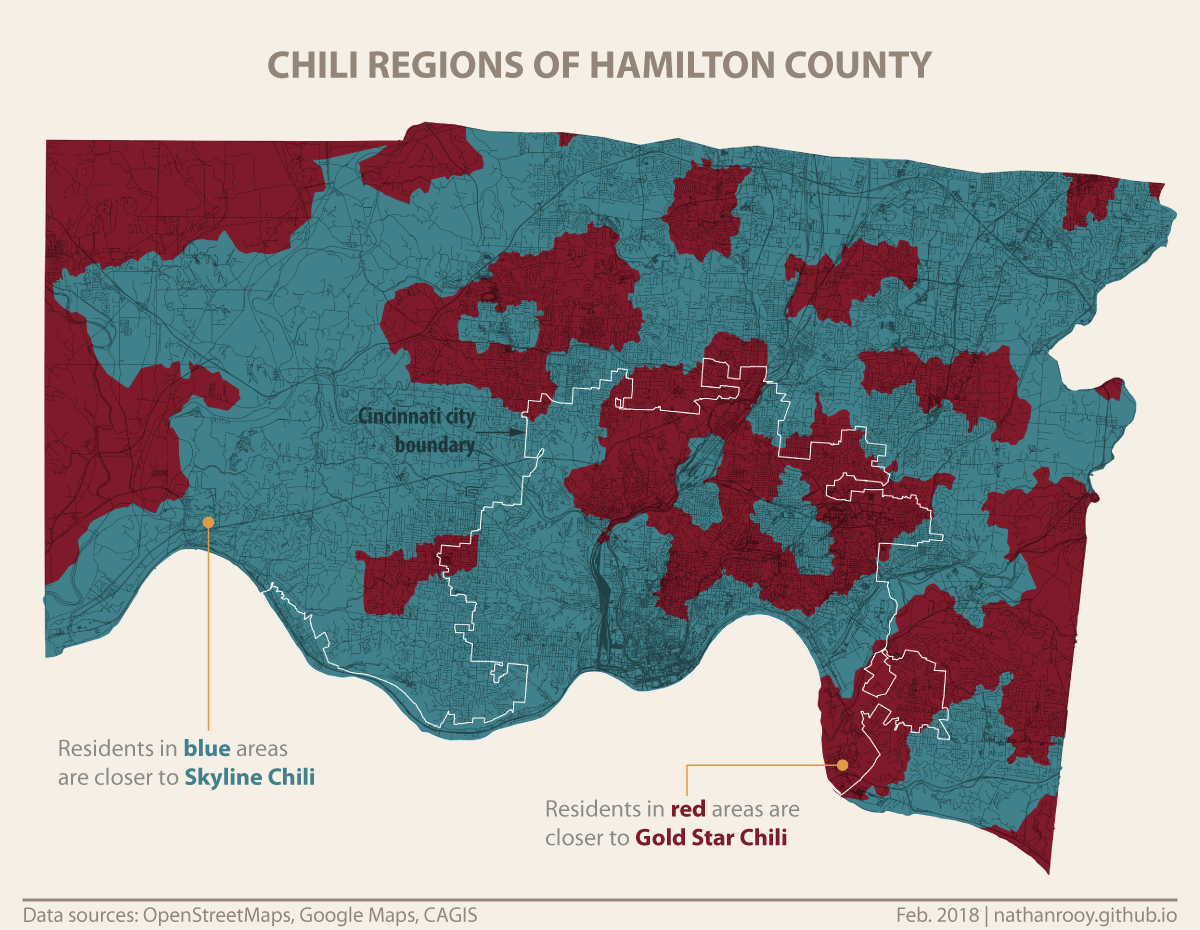 CHILI REGIONS OF HAMILTON COUNTY
Cincinnati city
boundary
Residents in blue areas
are closer to Skyline Chili
Residents in red areas are
closer to Gold Star Chili
Data sources: OpenStreetMaps, Google Maps, CAGIS
Feb. 2018 | nathanrooy.github.io